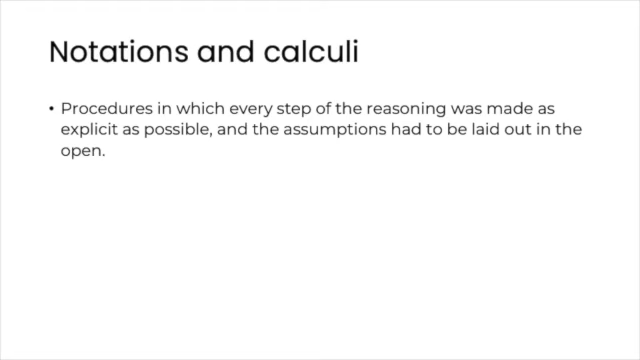 Notations and calculi
• Procedures in which every step of the reasoning was made as
explicit as possible, and the assumptions had to be laid out in the
open.